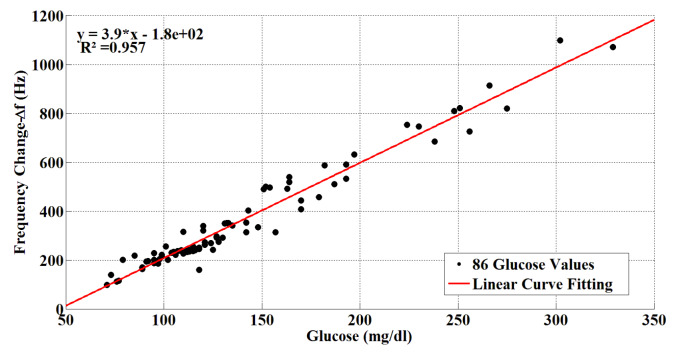 y = 3.9*x - 1.8e+02
R² =0.957
1200
1000
800
600
400
200
0
Frequency Change-Δf (Hz)
50
100
150
200
250
300
350
Glucose (mg/dl)
86 Glucose Values
Linear Curve Fitting